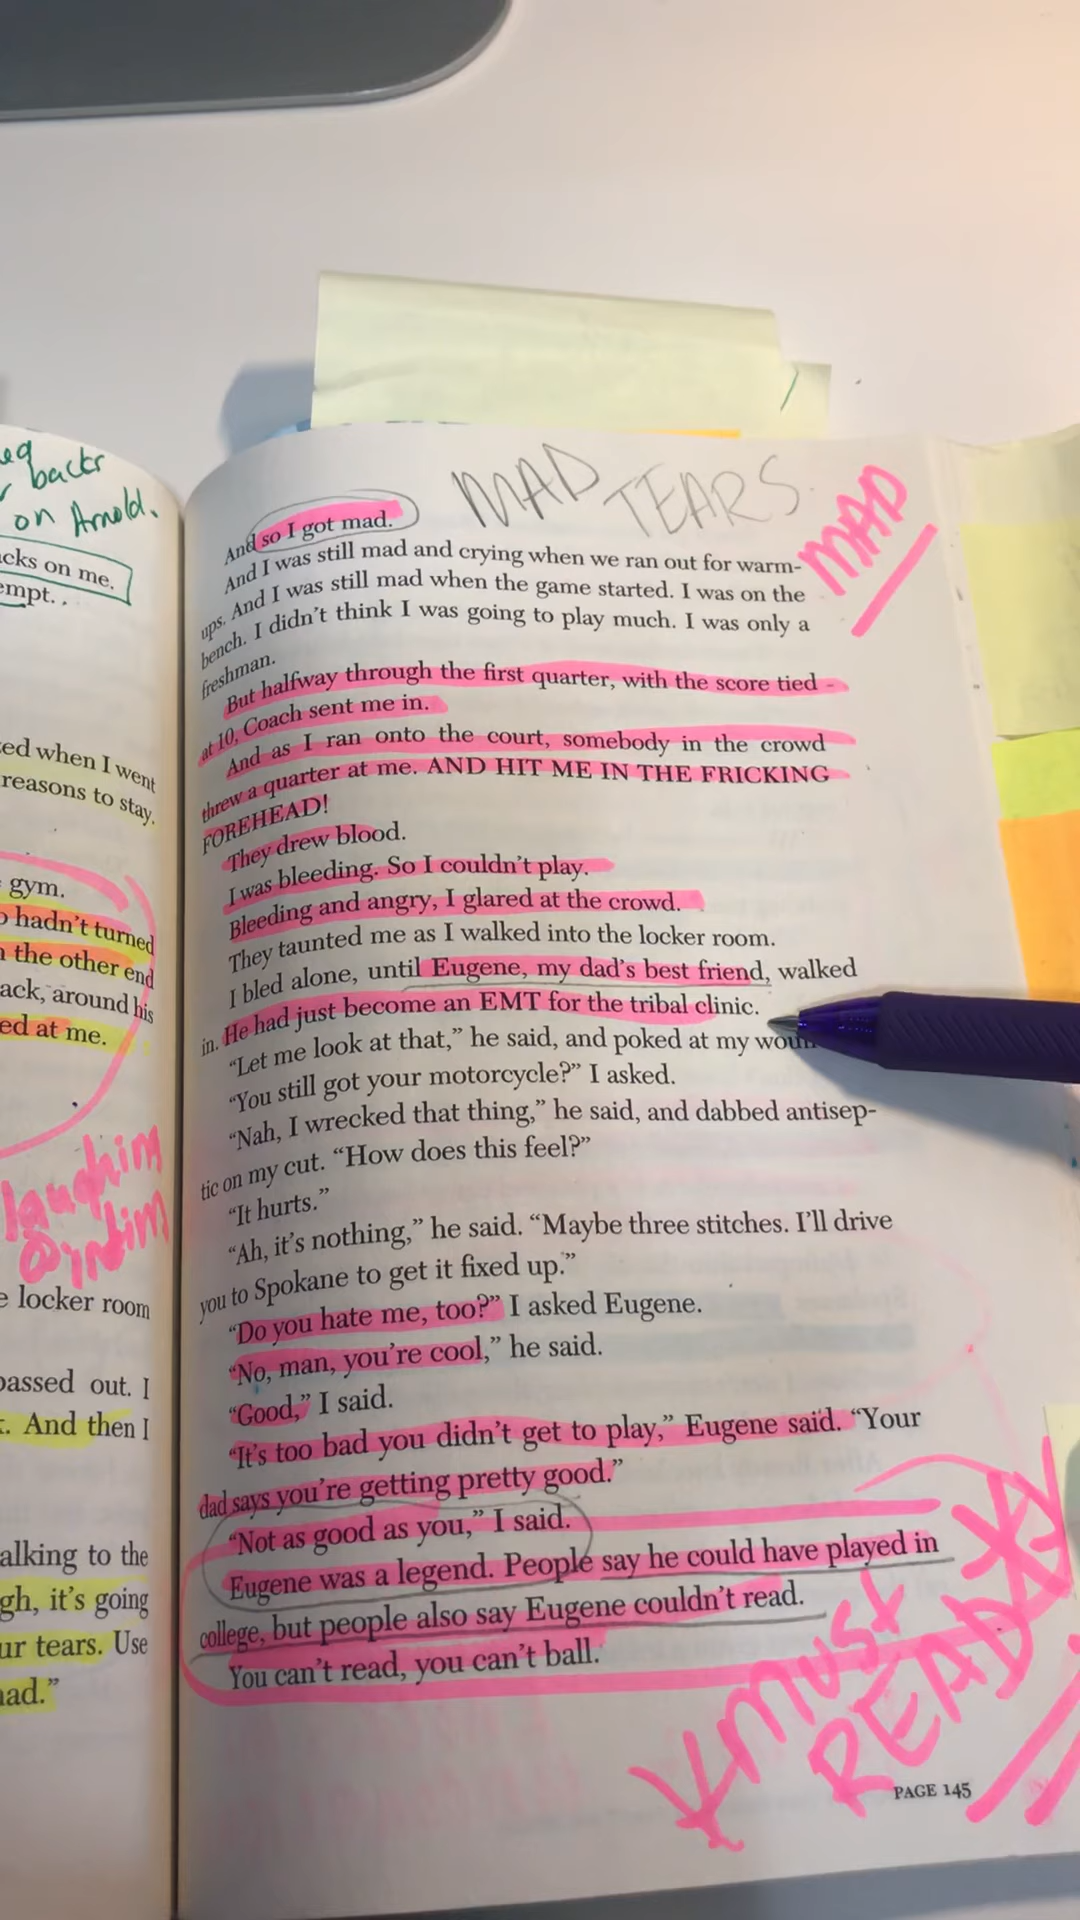 backs
on Arnold.
cks on me.
empt..
ed when I went
reasons to stay.
gym.
hadn't turned
the other end
ack, around his
ed at me.
laughing
@ him
locker room
passed out. I
. And then I
alking to the
gh, it's going
ur tears. Use
ad."
MAD TEARS
MAD
And so I got mad.
And I was still mad and crying when we ran out for warm-
ups. And I was still mad when the game started. I was on the
bench. I didn't think I was going to play much. I was only a
freshman.
But halfway through the first quarter, with the score tied
at 10, Coach sent me in.
And as I ran onto the court, somebody in the crowd
threw a quarter at me. AND HIT ME IN THE FRICKING
FOREHEAD!
They drew blood.
I was bleeding. So I couldn't play.
Bleeding and angry, I glared at the crowd.
They taunted me as I walked into the locker room.
I bled alone, until Eugene, my dad's best friend, walked
in. He had just become an EMT for the tribal clinic.
"Let me look at that," he said, and poked at my woun
"You still got your motorcycle?" I asked.
"Nah, I wrecked that thing," he said, and dabbed antisep-
tic on my cut. "How does this feel?"
"It hurts."
"Ah, it's nothing," he said. "Maybe three stitches. I'll drive
you to Spokane to get it fixed up."
"Do you hate me, too?" I asked Eugene.
"No, man, you're cool," he said.
"Good," I said.
"It's too bad you didn't get to play," Eugene said. "Your
dad says you're getting pretty good."
"Not as good as you," I said.
Eugene was a legend. People say he could have played in
college, but people also say Eugene couldn't read.
You can't read, you can't ball.
must
READ
PAGE 145